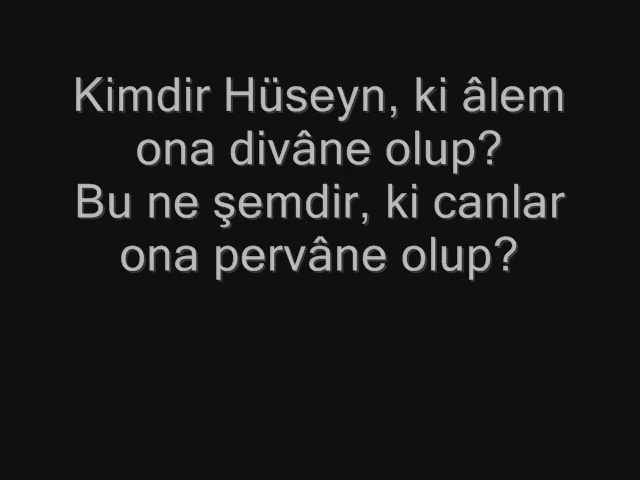 Kimdir Hüseyn, ki âlem
ona divâne olup?
Bu ne şemdir, ki canlar
ona pervâne olup?